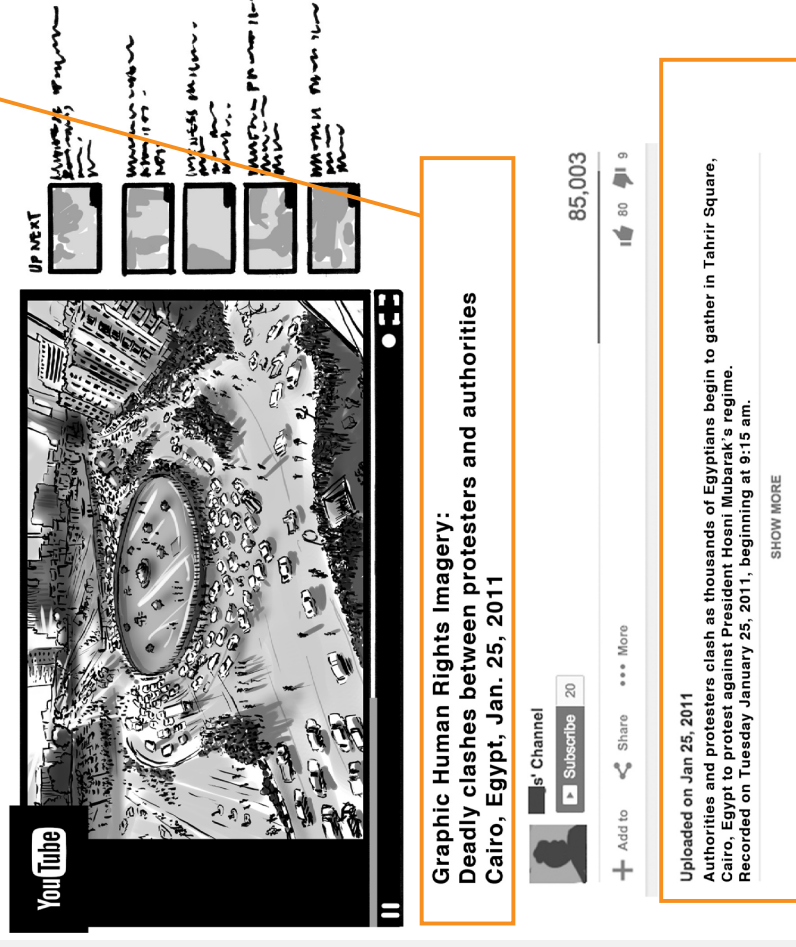 YouTube
UP NEXT
Graphic Human Rights Imagery:
Deadly clashes between protesters and authorities
Cairo, Egypt, Jan. 25, 2011
s' Channel
Subscribe 20
85,003
Add to Share More
80 9
Uploaded on Jan 25, 2011
Authorities and protesters clash as thousands of Egyptians begin to gather in Tahrir Square,
Cairo, Egypt to protest against President Hosni Mubarak's regime.
Recorded on Tuesday January 25, 2011, beginning at 9:15 am.
SHOW MORE